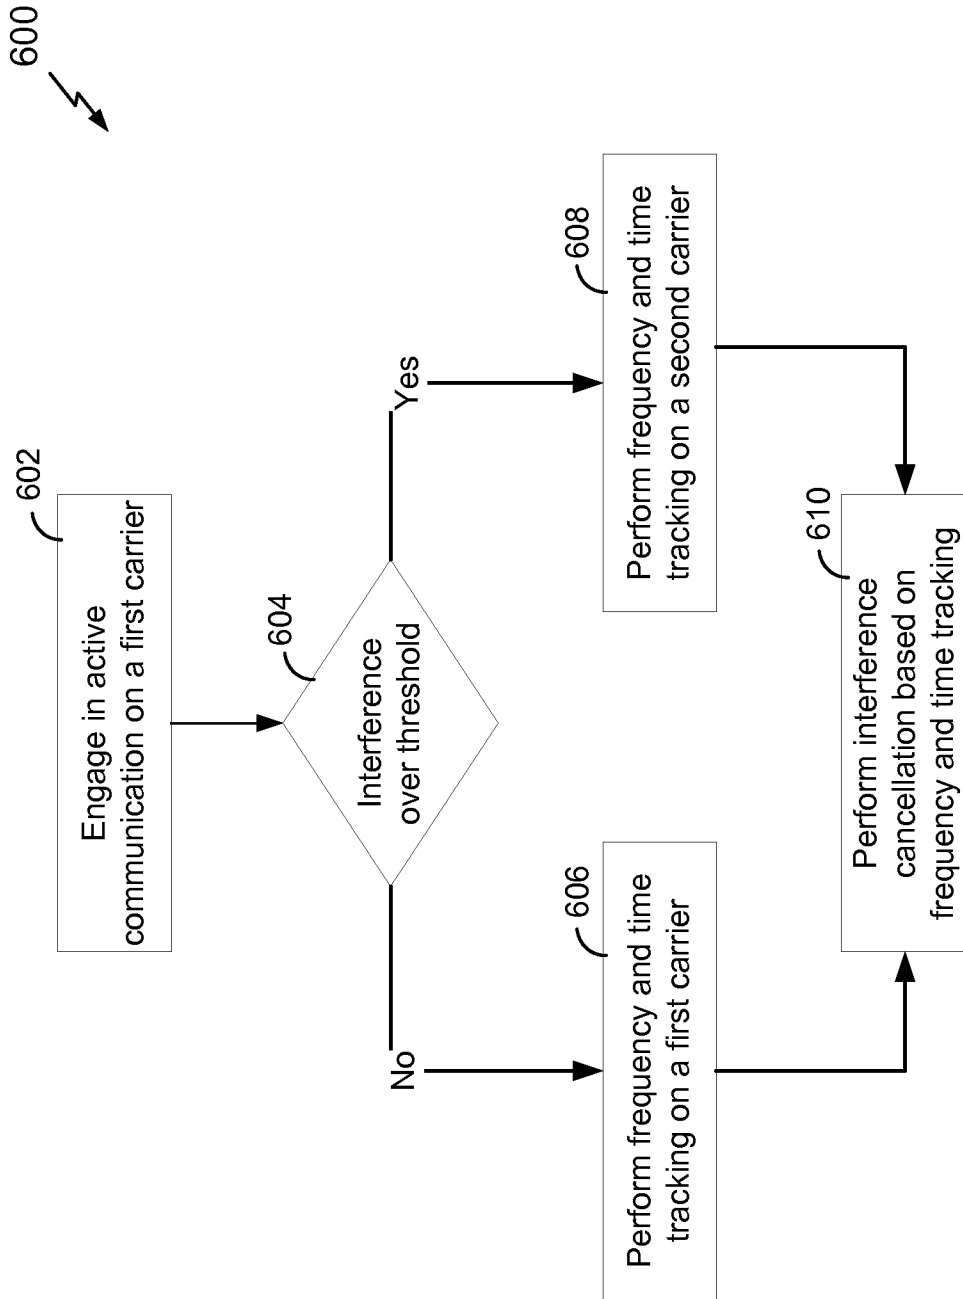 600
602
Engage in active
communication on a first carrier
604
Interference
over threshold
No
Yes
606
Perform frequency and time
tracking on a first carrier
608
Perform frequency and time
tracking on a second carrier
610
Perform interference
cancellation based on
frequency and time tracking